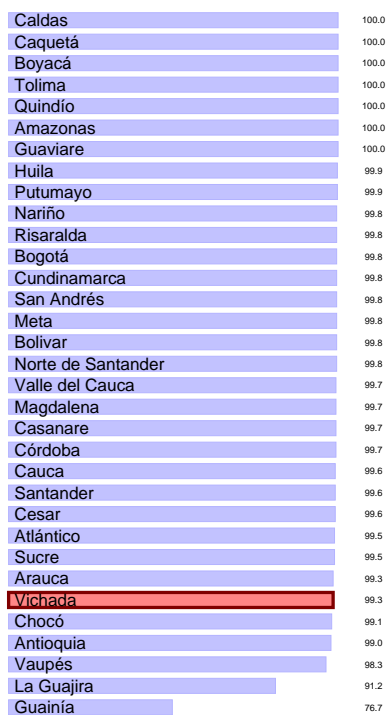 Caldas 100.0
Caquetá 100.0
Boyacá 100.0
Tolima 100.0
Quindío 100.0
Amazonas 100.0
Guaviare 100.0
Huila 99.9
Putumayo 99.9
Nariño 99.8
Risaralda 99.8
Bogotá 99.8
Cundinamarca 99.8
San Andrés 99.8
Meta 99.8
Bolivar 99.8
Norte de Santander 99.8
Valle del Cauca 99.7
Magdalena 99.7
Casanare 99.7
Córdoba 99.7
Cauca 99.6
Santander 99.6
Cesar 99.6
Atlántico 99.5
Sucre 99.5
Arauca 99.3
Vichada 99.3
Chocó 99.1
Antioquia 99.0
Vaupés 98.3
La Guajira 91.2
Guainía 76.7